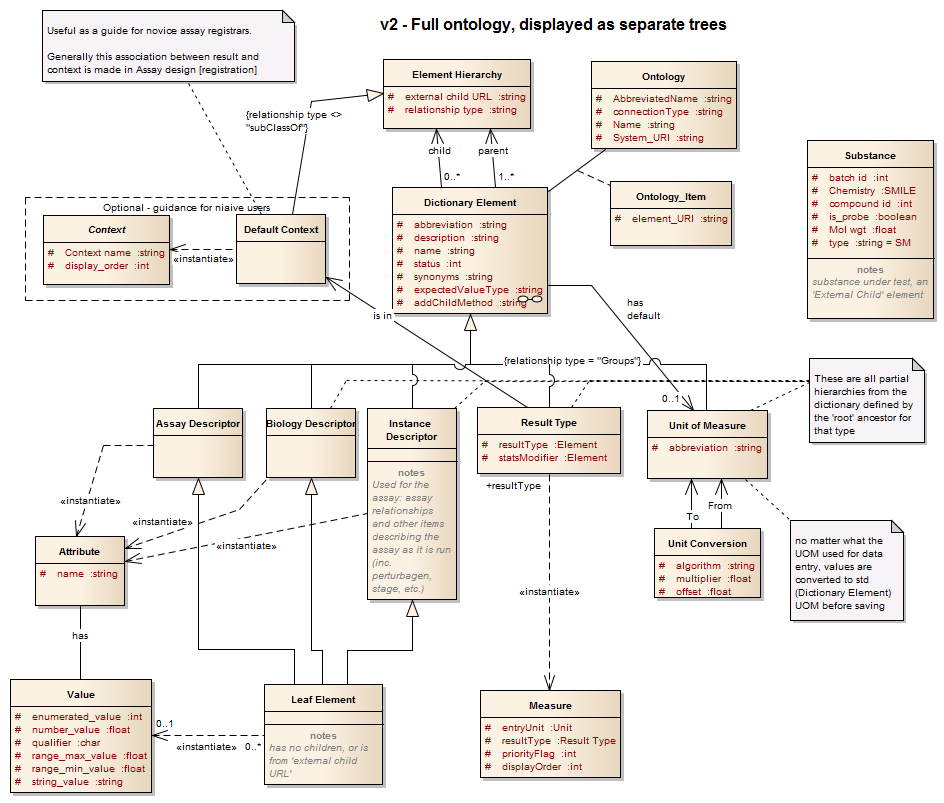 v2 - Full ontology, displayed as separate trees
Useful as a guide for novice assay registrars.
Generally this association between result and
context is made in Assay design [registration]
Element Hierarchy
# external child URL :string
# relationship type :string
Ontology
# AbbreviatedName :string
# connectionType :string
# Name :string
# System_URI :string
{relationship type <>
"subClassOf"}
child
parent
0..*
1..*
Substance
# batch id :int
# Chemistry :SMILE
# compound id :int
# is_probe :boolean
# Mol wgt :float
# type :string = SM
notes
substance under test, an
'External Child' element
Ontology_Item
# element_URI :string
Dictionary Element
# abbreviation :string
# description :string
# name :string
# status :int
# synonyms :string
# expectedValueType :string
# addChildMethod :string
Optional - guidance for niaive users
Context
# Context name :string
# display_order :int
«instantiate»
Default Context
is in
has
default
0..1
{relationship type = "Groups"}
These are all partial
hierarchies from the
dictionary defined by
the 'root' ancestor for
that type
Assay Descriptor
Biology Descriptor
Instance
Descriptor
notes
Used for the
assay: assay
relationships
and other items
describing the
assay as it is run
(inc.
perturbagen,
stage, etc.)
Result Type
# resultType :Element
# statsModifier :Element
+resultType
Unit of Measure
# abbreviation :string
To
From
Unit Conversion
# algorithm :string
# multiplier :float
# offset :float
no matter what the
UOM used for data
entry, values are
converted to std
(Dictionary Element)
UOM before saving
«instantiate»
«instantiate»
«instantiate»
«instantiate»
Attribute
# name :string
has
Value
# enumerated_value :int
# number_value :float
# qualifier :char
# range_max_value :float
# range_min_value :float
# string_value :string
0..1
«instantiate»
0..*
Leaf Element
notes
has no children, or is
from 'external child
URL'
Measure
# entryUnit :Unit
# resultType :Result Type
# priorityFlag :int
# displayOrder :int